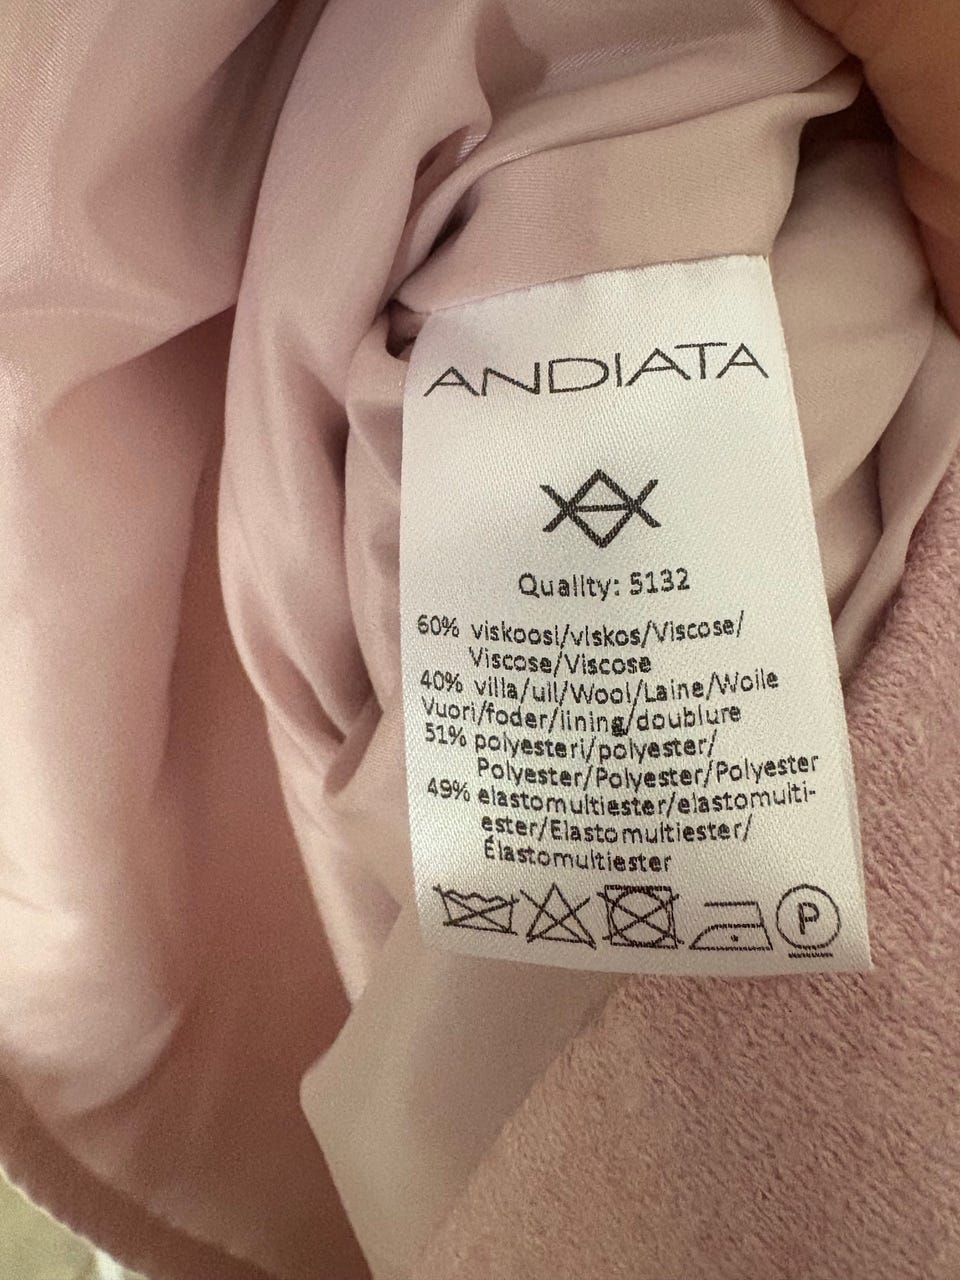 ANDIATA
Quality: 5132
60% viskoosi/viskos/Viscose/
Viscose/Viscose
40% villa/ull/Wool/Laine/Wolle
Vuori/foder/lining/doublure
51% polyesteri/polyester/
Polyester/Polyester/Polyester
49% elastomultiester/elastomulti-
ester/Elastomultiester/
Élastomultiester
P